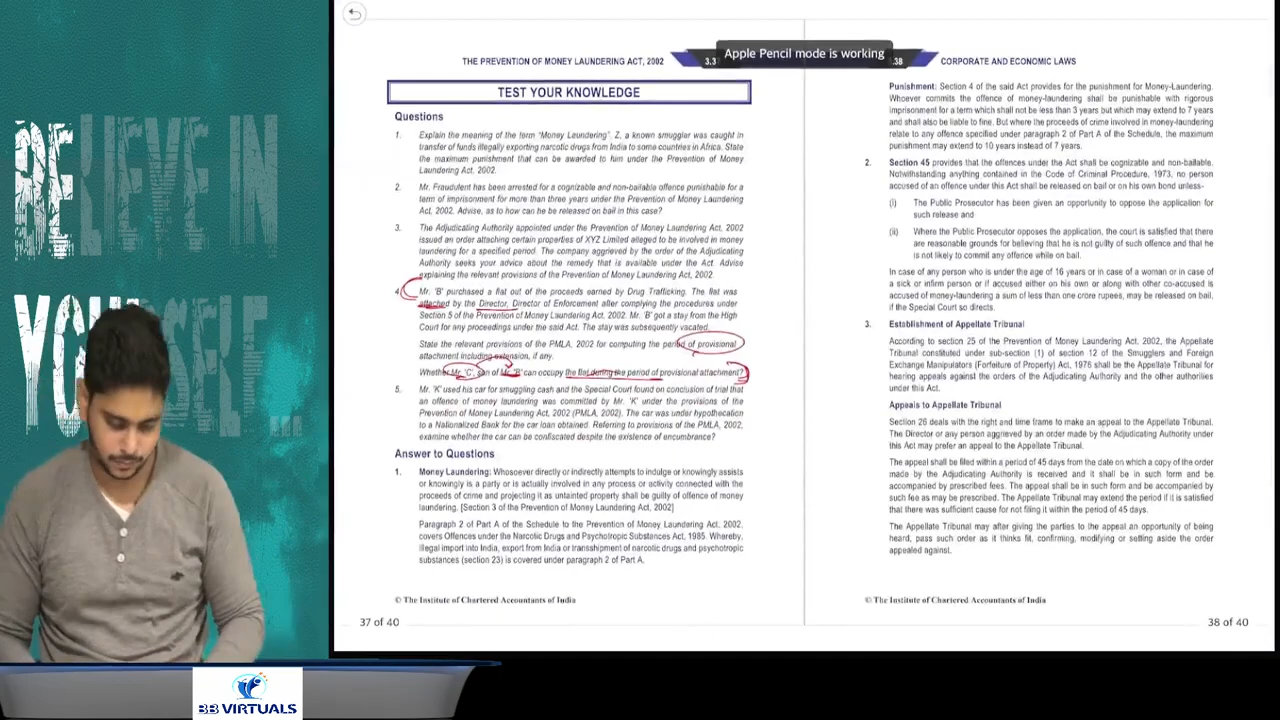 BELIEVE IN
YOURSELF...
BB VIRTUALS
Apple Pencil mode is working
THE PREVENTION OF MONEY LAUNDERING ACT, 2002
3.3
TEST YOUR KNOWLEDGE
Questions
1. Explain the meaning of the term “Money Laundering”. Z, a known smuggler was caught in
transfer of funds illegally exporting narcotic drugs from India to some countries in Africa. State
the maximum punishment that can be awarded to him under the Prevention of Money
Laundering Act, 2002.
2. Mr. Fraudulent has been arrested for a cognizable and non-bailable offence punishable for a
term of imprisonment for more than three years under the Prevention of Money Laundering
Act, 2002. Advise, as to how can he be released on bail in this case?
3. The Adjudicating Authority appointed under the Prevention of Money Laundering Act, 2002
issued an order attaching certain properties of XYZ Limited alleged to be involved in money
laundering for a specified period. The company aggrieved by the order of the Adjudicating
Authority seeks your advice about the remedy that is available under the Act. Advise
explaining the relevant provisions of the Prevention of Money Laundering Act, 2002.
4. Mr. 'B' purchased a flat out of the proceeds earned by Drug Trafficking. The flat was
attached by the Director, Director of Enforcement after complying the procedures under
Section 5 of the Prevention of Money Laundering Act, 2002. Mr. 'B' got a stay from the High
Court for any proceedings under the said Act. The stay was subsequently vacated.
State the relevant provisions of the PMLA, 2002 for computing the period of provisional
attachment including extension, if any.
Whether Mr. 'C', son of Mr. 'B' can occupy the flat during the period of provisional attachment?
5. Mr. 'K' used his car for smuggling cash and the Special Court found on conclusion of trial that
an offence of money laundering was committed by Mr. 'K' under the provisions of the
Prevention of Money Laundering Act, 2002 (PMLA, 2002). The car was under hypothecation
to a Nationalized Bank for the car loan obtained. Referring to provisions of the PMLA, 2002,
examine whether the car can be confiscated despite the existence of encumbrance?
Answer to Questions
1. Money Laundering: Whosoever directly or indirectly attempts to indulge or knowingly assists
or knowingly is a party or is actually involved in any process or activity connected with the
proceeds of crime and projecting it as untainted property shall be guilty of offence of money
laundering. [Section 3 of the Prevention of Money Laundering Act, 2002]
Paragraph 2 of Part A of the Schedule to the Prevention of Money Laundering Act, 2002,
covers Offences under the Narcotic Drugs and Psychotropic Substances Act, 1985. Whereby,
illegal import into India, export from India or transshipment of narcotic drugs and psychotropic
substances (section 23) is covered under paragraph 2 of Part A.
© The Institute of Chartered Accountants of India
37 of 40
.38
CORPORATE AND ECONOMIC LAWS
Punishment: Section 4 of the said Act provides for the punishment for Money-Laundering.
Whoever commits the offence of money-laundering shall be punishable with rigorous
imprisonment for a term which shall not be less than 3 years but which may extend to 7 years
and shall also be liable to fine. But where the proceeds of crime involved in money-laundering
relate to any offence specified under paragraph 2 of Part A of the Schedule, the maximum
punishment may extend to 10 years instead of 7 years.
2. Section 45 provides that the offences under the Act shall be cognizable and non-bailable.
Notwithstanding anything contained in the Code of Criminal Procedure, 1973, no person
accused of an offence under this Act shall be released on bail or on his own bond unless-
(i) The Public Prosecutor has been given an opportunity to oppose the application for
such release and
(ii) Where the Public Prosecutor opposes the application, the court is satisfied that there
are reasonable grounds for believing that he is not guilty of such offence and that he
is not likely to commit any offence while on bail.
In case of any person who is under the age of 16 years or in case of a woman or in case of
a sick or infirm person or if accused either on his own or along with other co-accused is
accused of money-laundering a sum of less than one crore rupees, may be released on bail,
if the Special Court so directs.
3. Establishment of Appellate Tribunal
According to section 25 of the Prevention of Money Laundering Act, 2002, the Appellate
Tribunal constituted under sub-section (1) of section 12 of the Smugglers and Foreign
Exchange Manipulators (Forfeiture of Property) Act, 1976 shall be the Appellate Tribunal for
hearing appeals against the orders of the Adjudicating Authority and the other authorities
under this Act.
Appeals to Appellate Tribunal
Section 26 deals with the right and time frame to make an appeal to the Appellate Tribunal.
The Director or any person aggrieved by an order made by the Adjudicating Authority under
this Act may prefer an appeal to the Appellate Tribunal.
The appeal shall be filed within a period of 45 days from the date on which a copy of the order
made by the Adjudicating Authority is received and it shall be in such form and be
accompanied by prescribed fees. The appeal shall be in such form and be accompanied by
such fee as may be prescribed. The Appellate Tribunal may extend the period if it is satisfied
that there was sufficient cause for not filing it within the period of 45 days.
The Appellate Tribunal may after giving the parties to the appeal an opportunity of being
heard, pass such order as it thinks fit, confirming, modifying or setting aside the order
appealed against.
© The Institute of Chartered Accountants of India
38 of 40